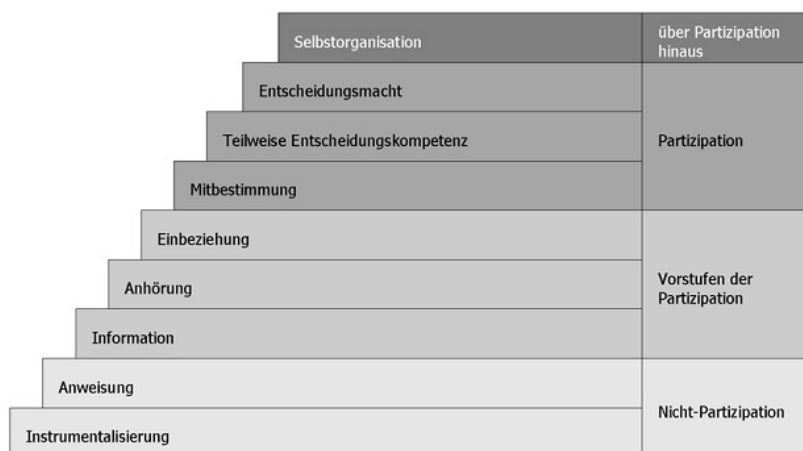 Selbstorganisation
über Partizipation
hinaus
Entscheidungsmacht
Teilweise Entscheidungskompetenz
Partizipation
Mitbestimmung
Einbeziehung
Anhörung
Vorstufen der
Partizipation
Information
Anweisung
Nicht-Partizipation
Instrumentalisierung